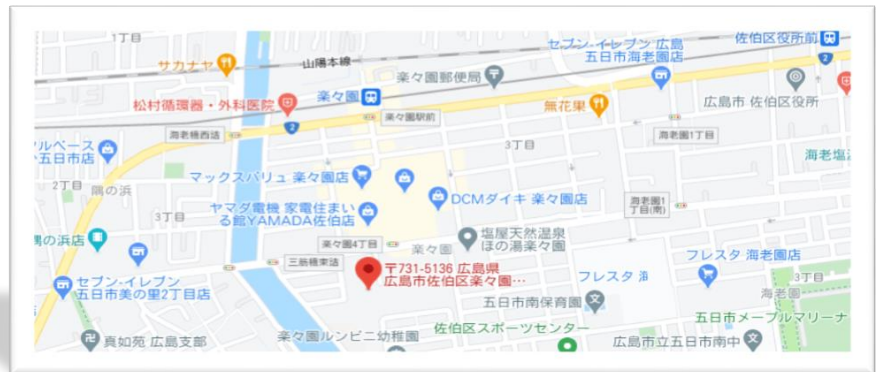 1丁目
サカナヤ
山陽本線
楽々園郵便局
セブン-イレブン 広島
五日市海老園店
佐伯区役所前
2
松村循環器・外科医院
楽々園
無花果
広島市 佐伯区役所
2
楽々園駅前
海老橋西詰
海老園1丁目
3丁目
五日市店
海老塩
2丁目
隅の浜
マックスバリュ 楽々園店
DCMダイキ 楽々園店
海老園1
丁目(南)
3丁目
ヤマダ電機 家電住まい
る館YAMADA佐伯店
隅の浜店
楽々園4丁目
楽々園
塩屋天然温泉
ほの湯楽々園
三筋橋東詰
〒731-5136 広島県
広島市佐伯区楽々園…
フレスタ
フレスタ 海老園店
3丁目
海老園
セブン-イレブン
五日市美の里2丁目店
五日市南保育園
五日市メープルマリーナ
真如苑 広島支部
楽々園ルンビニ幼稚園
佐伯区スポーツセンター
広島市立五日市南中